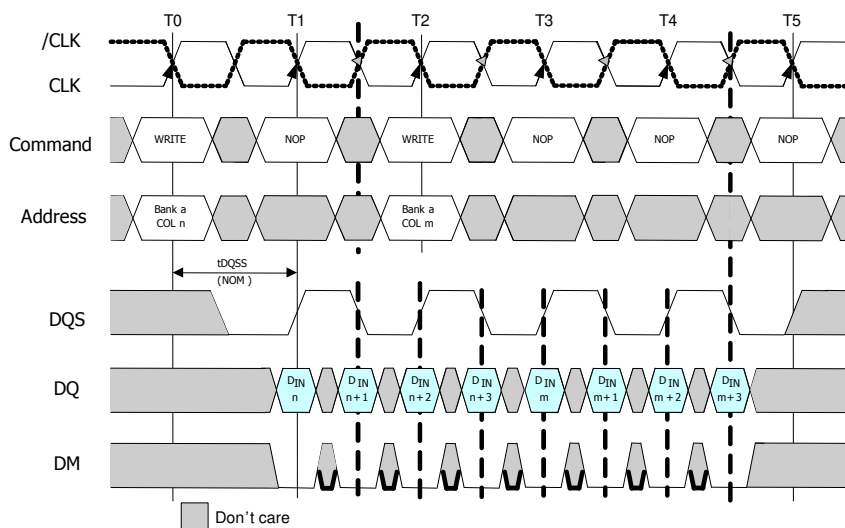 T0 T1 T2 T3 T4 T5
/CLK
CLK
Command WRITE NOP WRITE NOP NOP NOP
Address Bank a Bank a
COL n COL m
tDQSS
(NOM)
DQS
DQ DIN DIN DIN DIN DIN DIN DIN DIN
n n+1 n+2 n+3 m m+1 m+2 m+3
DM
Don't care